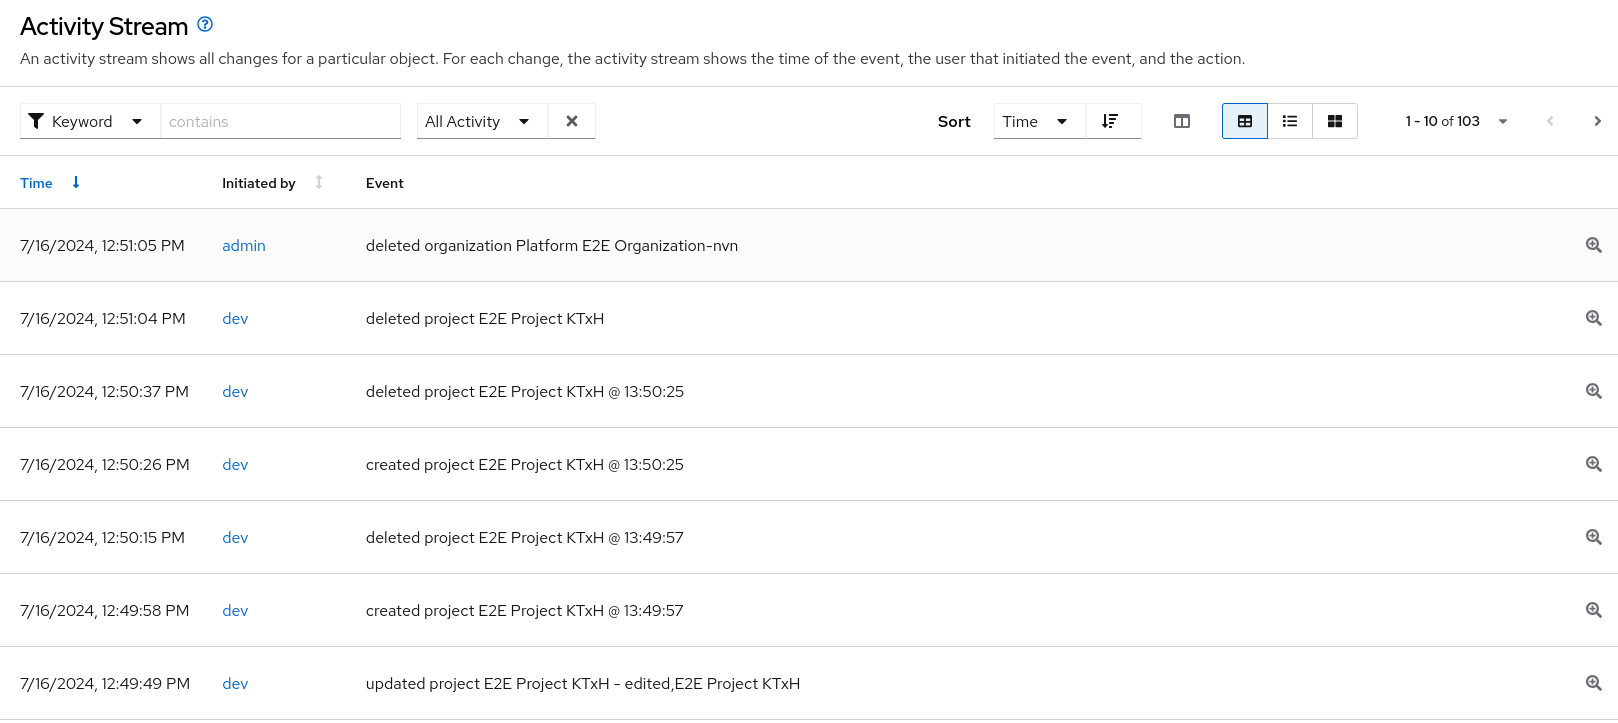 Activity Stream
An activity stream shows all changes for a particular object. For each change, the activity stream shows the time of the event, the user that initiated the event, and the action.
Keyword contains All Activity Sort Time 1 - 10 of 103
Time Initiated by Event
7/16/2024, 12:51:05 PM admin deleted organization Platform E2E Organization-nvn
7/16/2024, 12:51:04 PM dev deleted project E2E Project KTxH
7/16/2024, 12:50:37 PM dev deleted project E2E Project KTxH @ 13:50:25
7/16/2024, 12:50:26 PM dev created project E2E Project KTxH @ 13:50:25
7/16/2024, 12:50:15 PM dev deleted project E2E Project KTxH @ 13:49:57
7/16/2024, 12:49:58 PM dev created project E2E Project KTxH @ 13:49:57
7/16/2024, 12:49:49 PM dev updated project E2E Project KTxH - edited,E2E Project KTxH